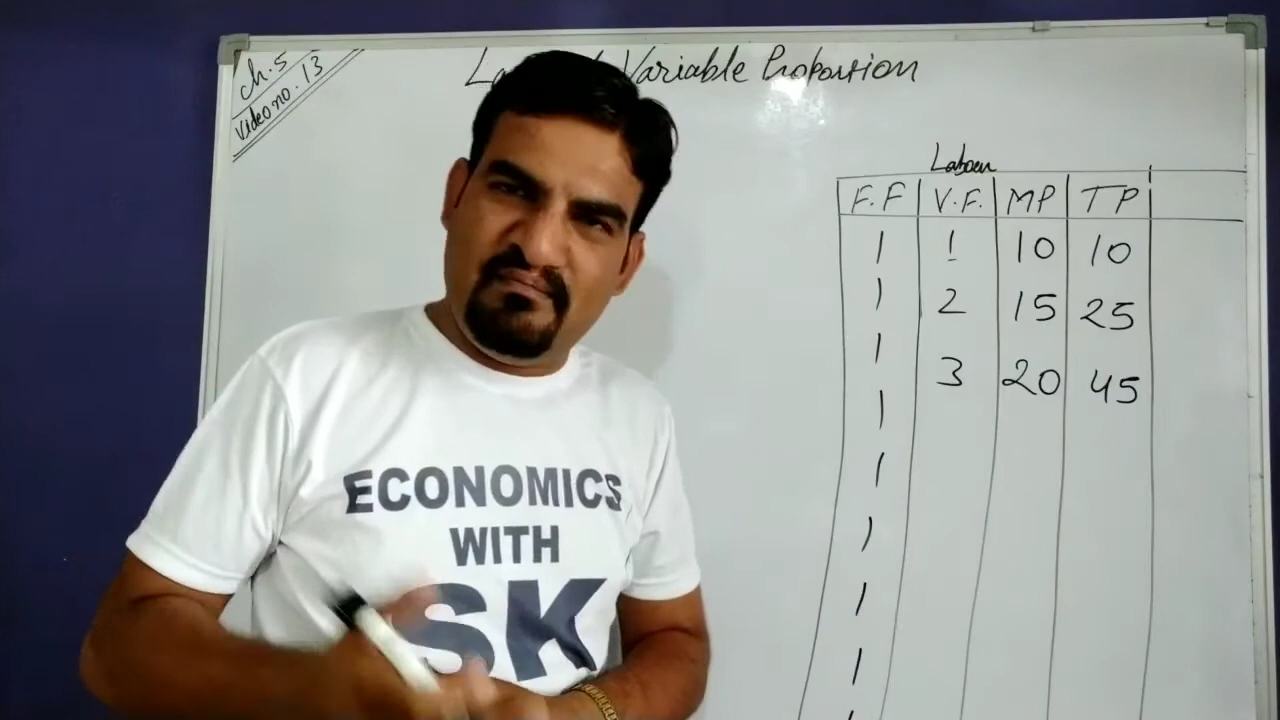 Ch. 5
Video no. 13
Variable Proportion
Labour
F.F V.F. MP TP
1 1 10 10
1 2 15 25
1 3 20 45
1
1
1
1
1
1
ECONOMICS
WITH
SK